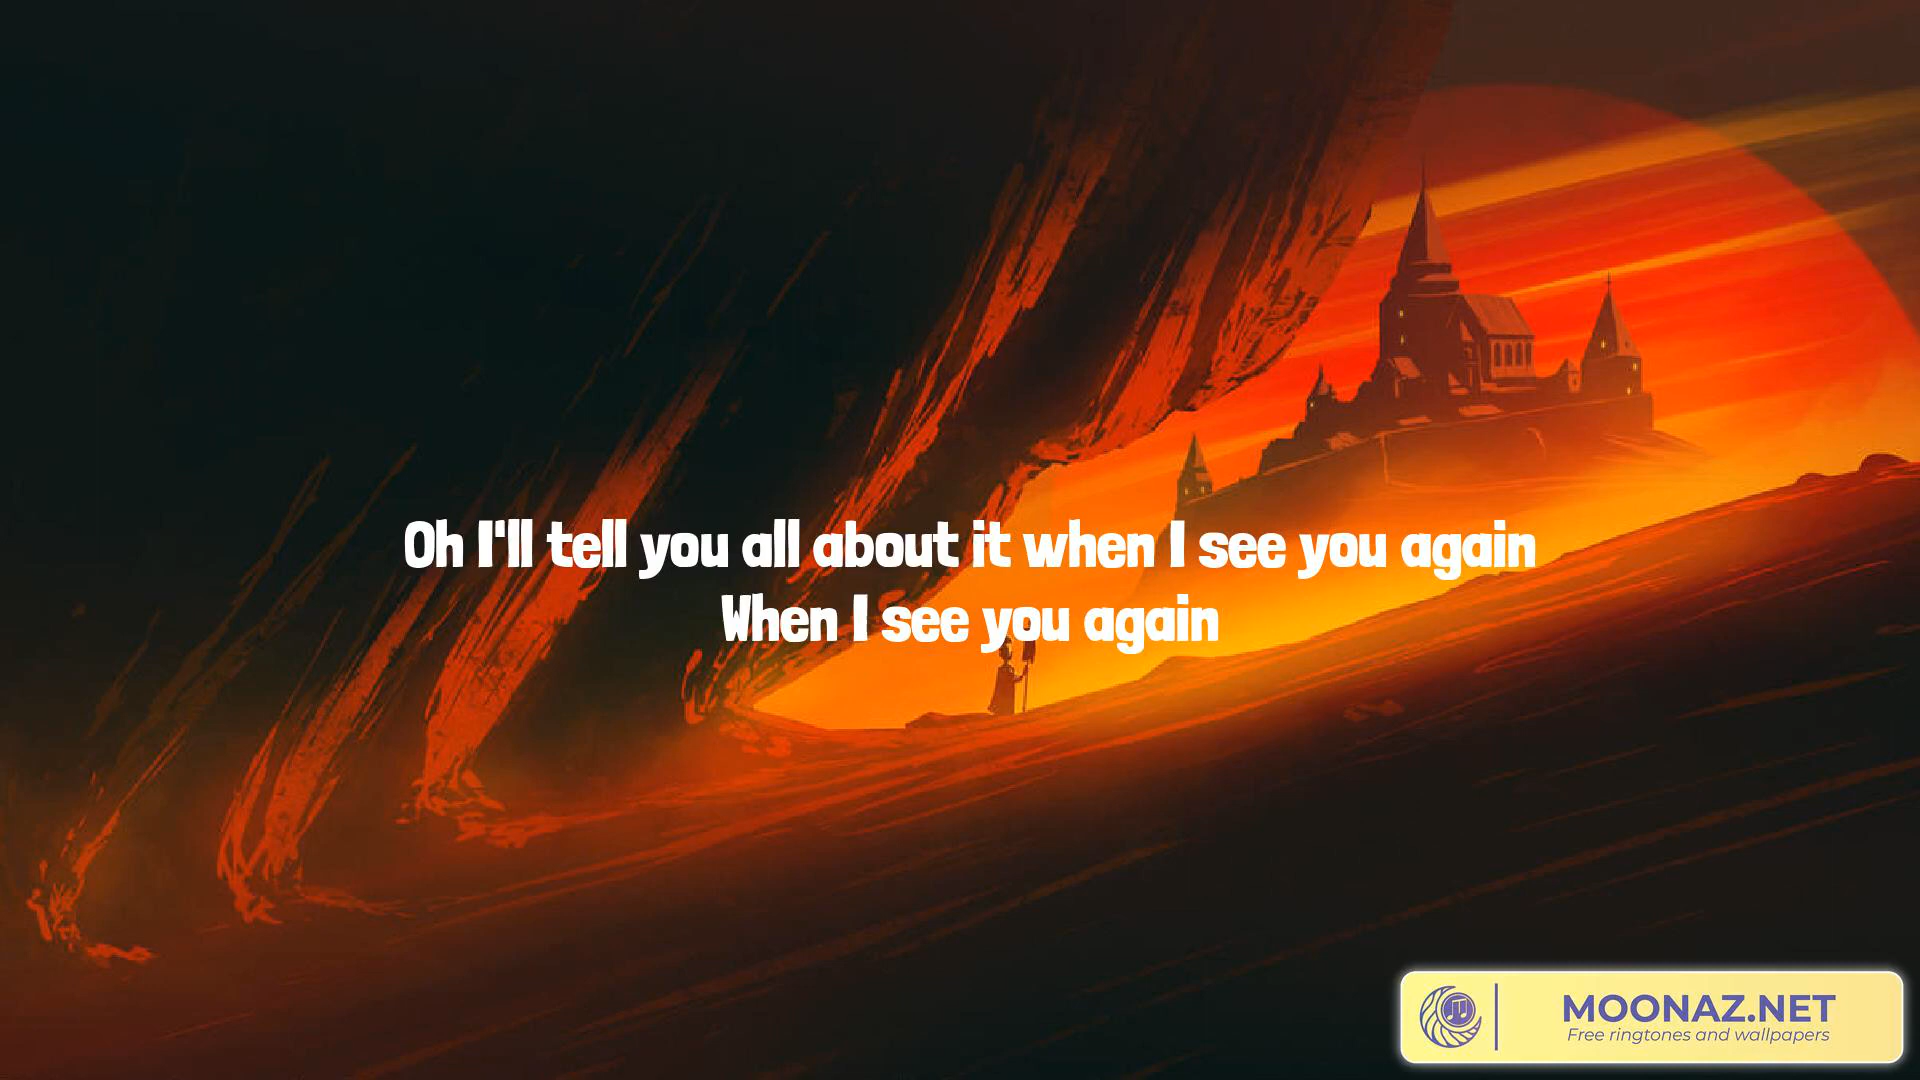 Oh I'll tell you all about it when I see you again
When I see you again
MOONAZ.NET
Free ringtones and wallpapers